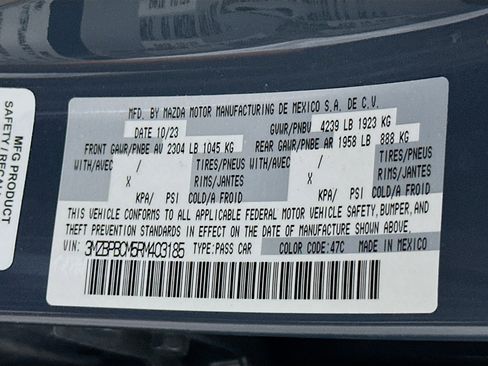 MFG PRODUCT
SAFETY/RECA
MFD. BY MAZDA MOTOR MANUFACTURING DE MEXICO S.A. DE C.V.
DATE 10/23 GVWR/PNBV 4239 LB 1923 KG
FRONT GAWR/PNBE AV 2304 LB 1045 KG REAR GAWR/PNBE AR 1958 LB 888 KG
WITH/AVEC / TIRES/PNEUS WITH/AVEC / TIRES/PNEUS
X RIMS/JANTES X RIMS/JANTES
KPA/ PSI COLD/A FROID KPA/ PSI COLD/A FROID
THIS VEHICLE CONFORMS TO ALL APPLICABLE FEDERAL MOTOR VEHICLE SAFETY, BUMPER, AND
THEFT PREVENTION STANDARDS IN EFFECT ON THE DATE OF MANUFACTURE SHOWN ABOVE.
VIN: 3MZBPBCM5RM403185 TYPE:PASS CAR COLOR CODE:47C MADE IN MEXICO